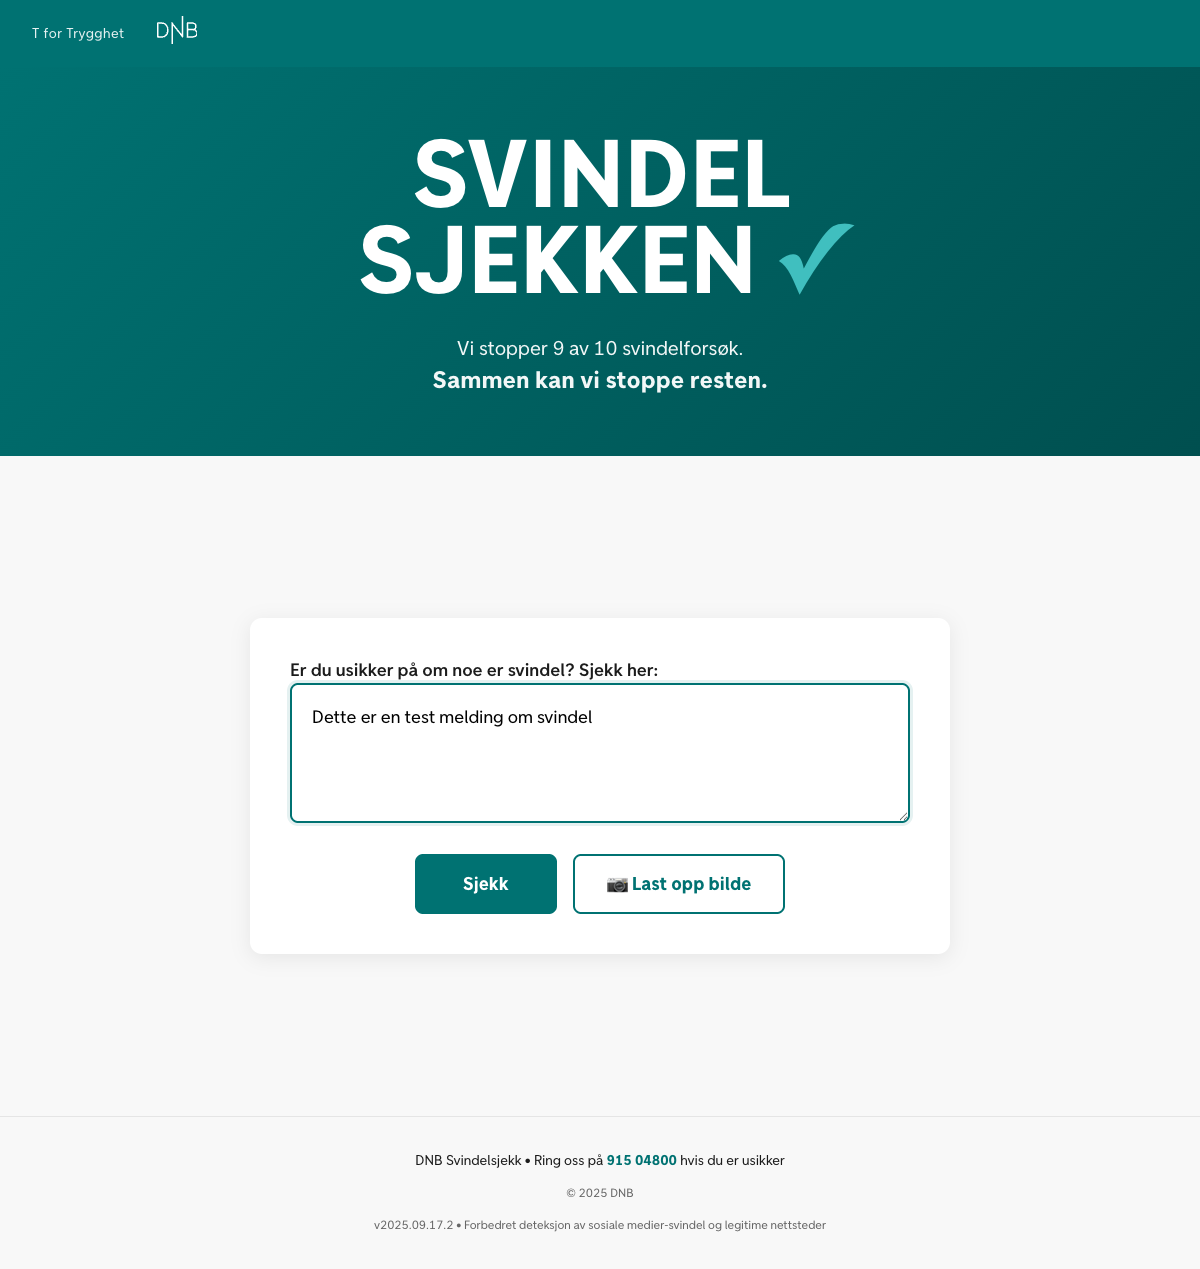 T for Trygghet
DNB
SVINDEL
SJEKKEN ✓
Vi stopper 9 av 10 svindelforsøk.
Sammen kan vi stoppe resten.
Er du usikker på om noe er svindel? Sjekk her:
Dette er en test melding om svindel
Sjekk
📷 Last opp bilde
DNB Svindelsjekk • Ring oss på 915 04800 hvis du er usikker
© 2025 DNB
v2025.09.17.2 • Forbedret deteksjon av sosiale medier-svindel og legitime nettsteder